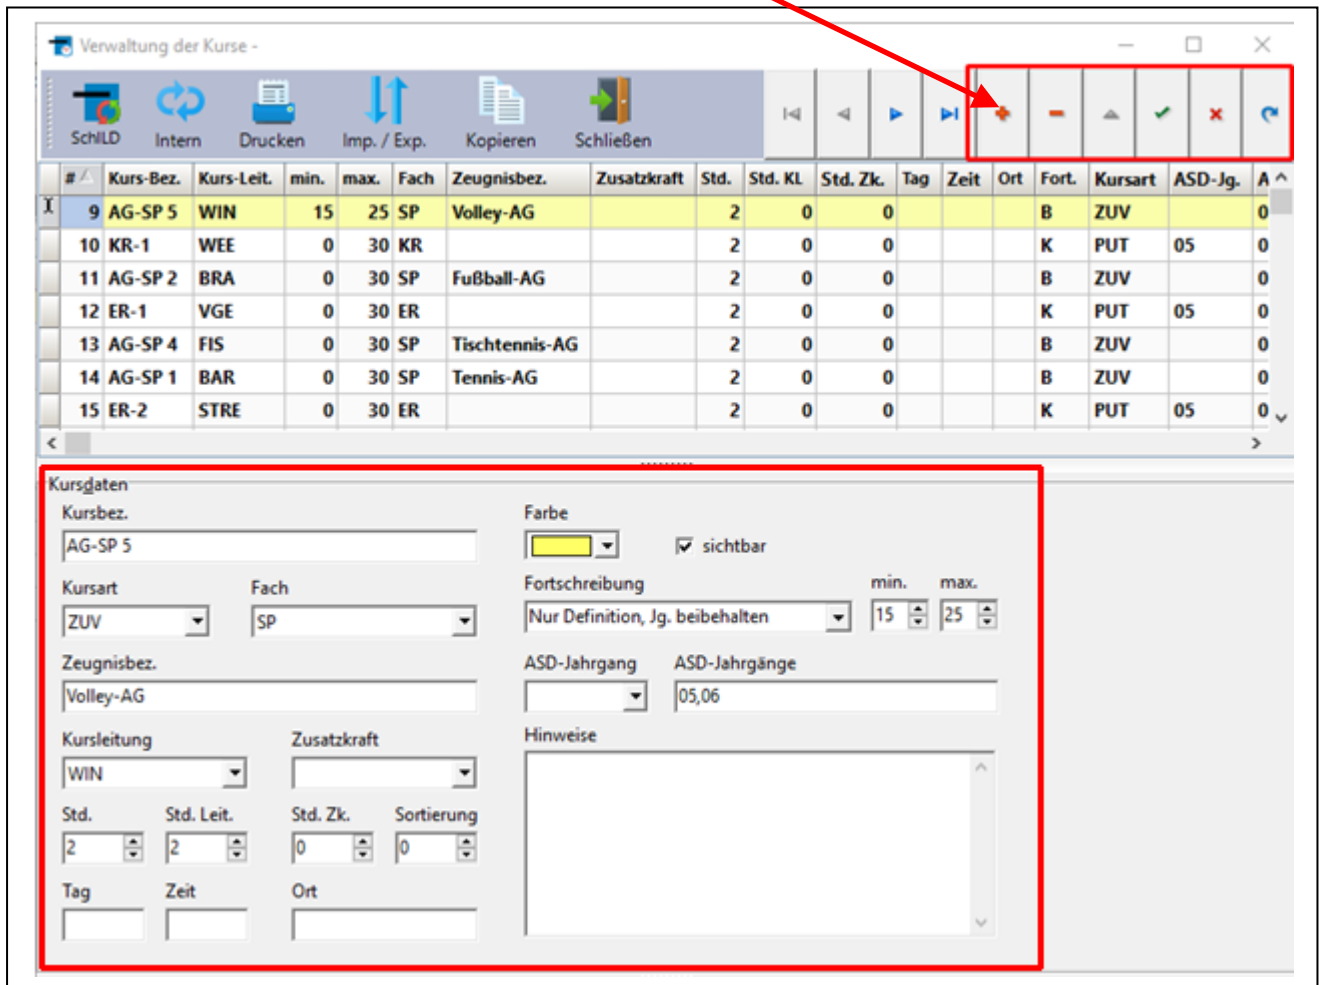 Verwaltung der Kurse -
SchILD Intern Drucken Imp. / Exp. Kopieren Schließen
# Kurs-Bez. Kurs-Leit. min. max. Fach Zeugnisbez. Zusatzkraft Std. Std. KL Std. Zk. Tag Zeit Ort Fort. Kursart ASD-Jg. A
9 AG-SP 5 WIN 15 25 SP Volley-AG 2 0 0 B ZUV 0
10 KR-1 WEE 0 30 KR 2 0 0 K PUT 05 0
11 AG-SP 2 BRA 0 30 SP Fußball-AG 2 0 0 B ZUV 0
12 ER-1 VGE 0 30 ER 2 0 0 K PUT 05 0
13 AG-SP 4 FIS 0 30 SP Tischtennis-AG 2 0 0 B ZUV 0
14 AG-SP 1 BAR 0 30 SP Tennis-AG 2 0 0 B ZUV 0
15 ER-2 STRE 0 30 ER 2 0 0 K PUT 05 0
Kursdaten
Kursbez.
AG-SP 5
Kursart Fach
ZUV SP
Zeugnisbez.
Volley-AG
Kursleitung Zusatzkraft
WIN
Std. Std. Leit. Std. Zk. Sortierung
2 2 0 0
Tag Zeit Ort
Farbe
sichtbar
Fortschreibung min. max.
Nur Definition, Jg. beibehalten 15 25
ASD-Jahrgang ASD-Jahrgänge
05,06
Hinweise